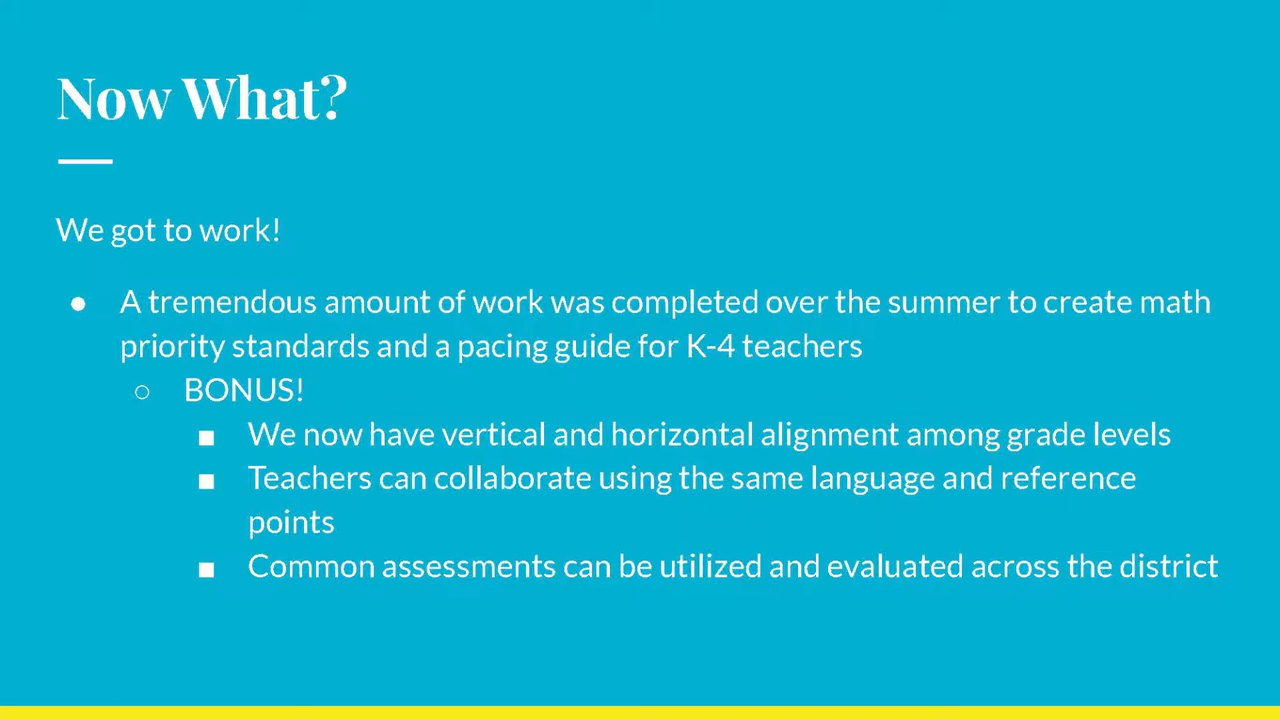 Now What?
We got to work!
● A tremendous amount of work was completed over the summer to create math
priority standards and a pacing guide for K-4 teachers
○ BONUS!
■ We now have vertical and horizontal alignment among grade levels
■ Teachers can collaborate using the same language and reference
points
■ Common assessments can be utilized and evaluated across the district